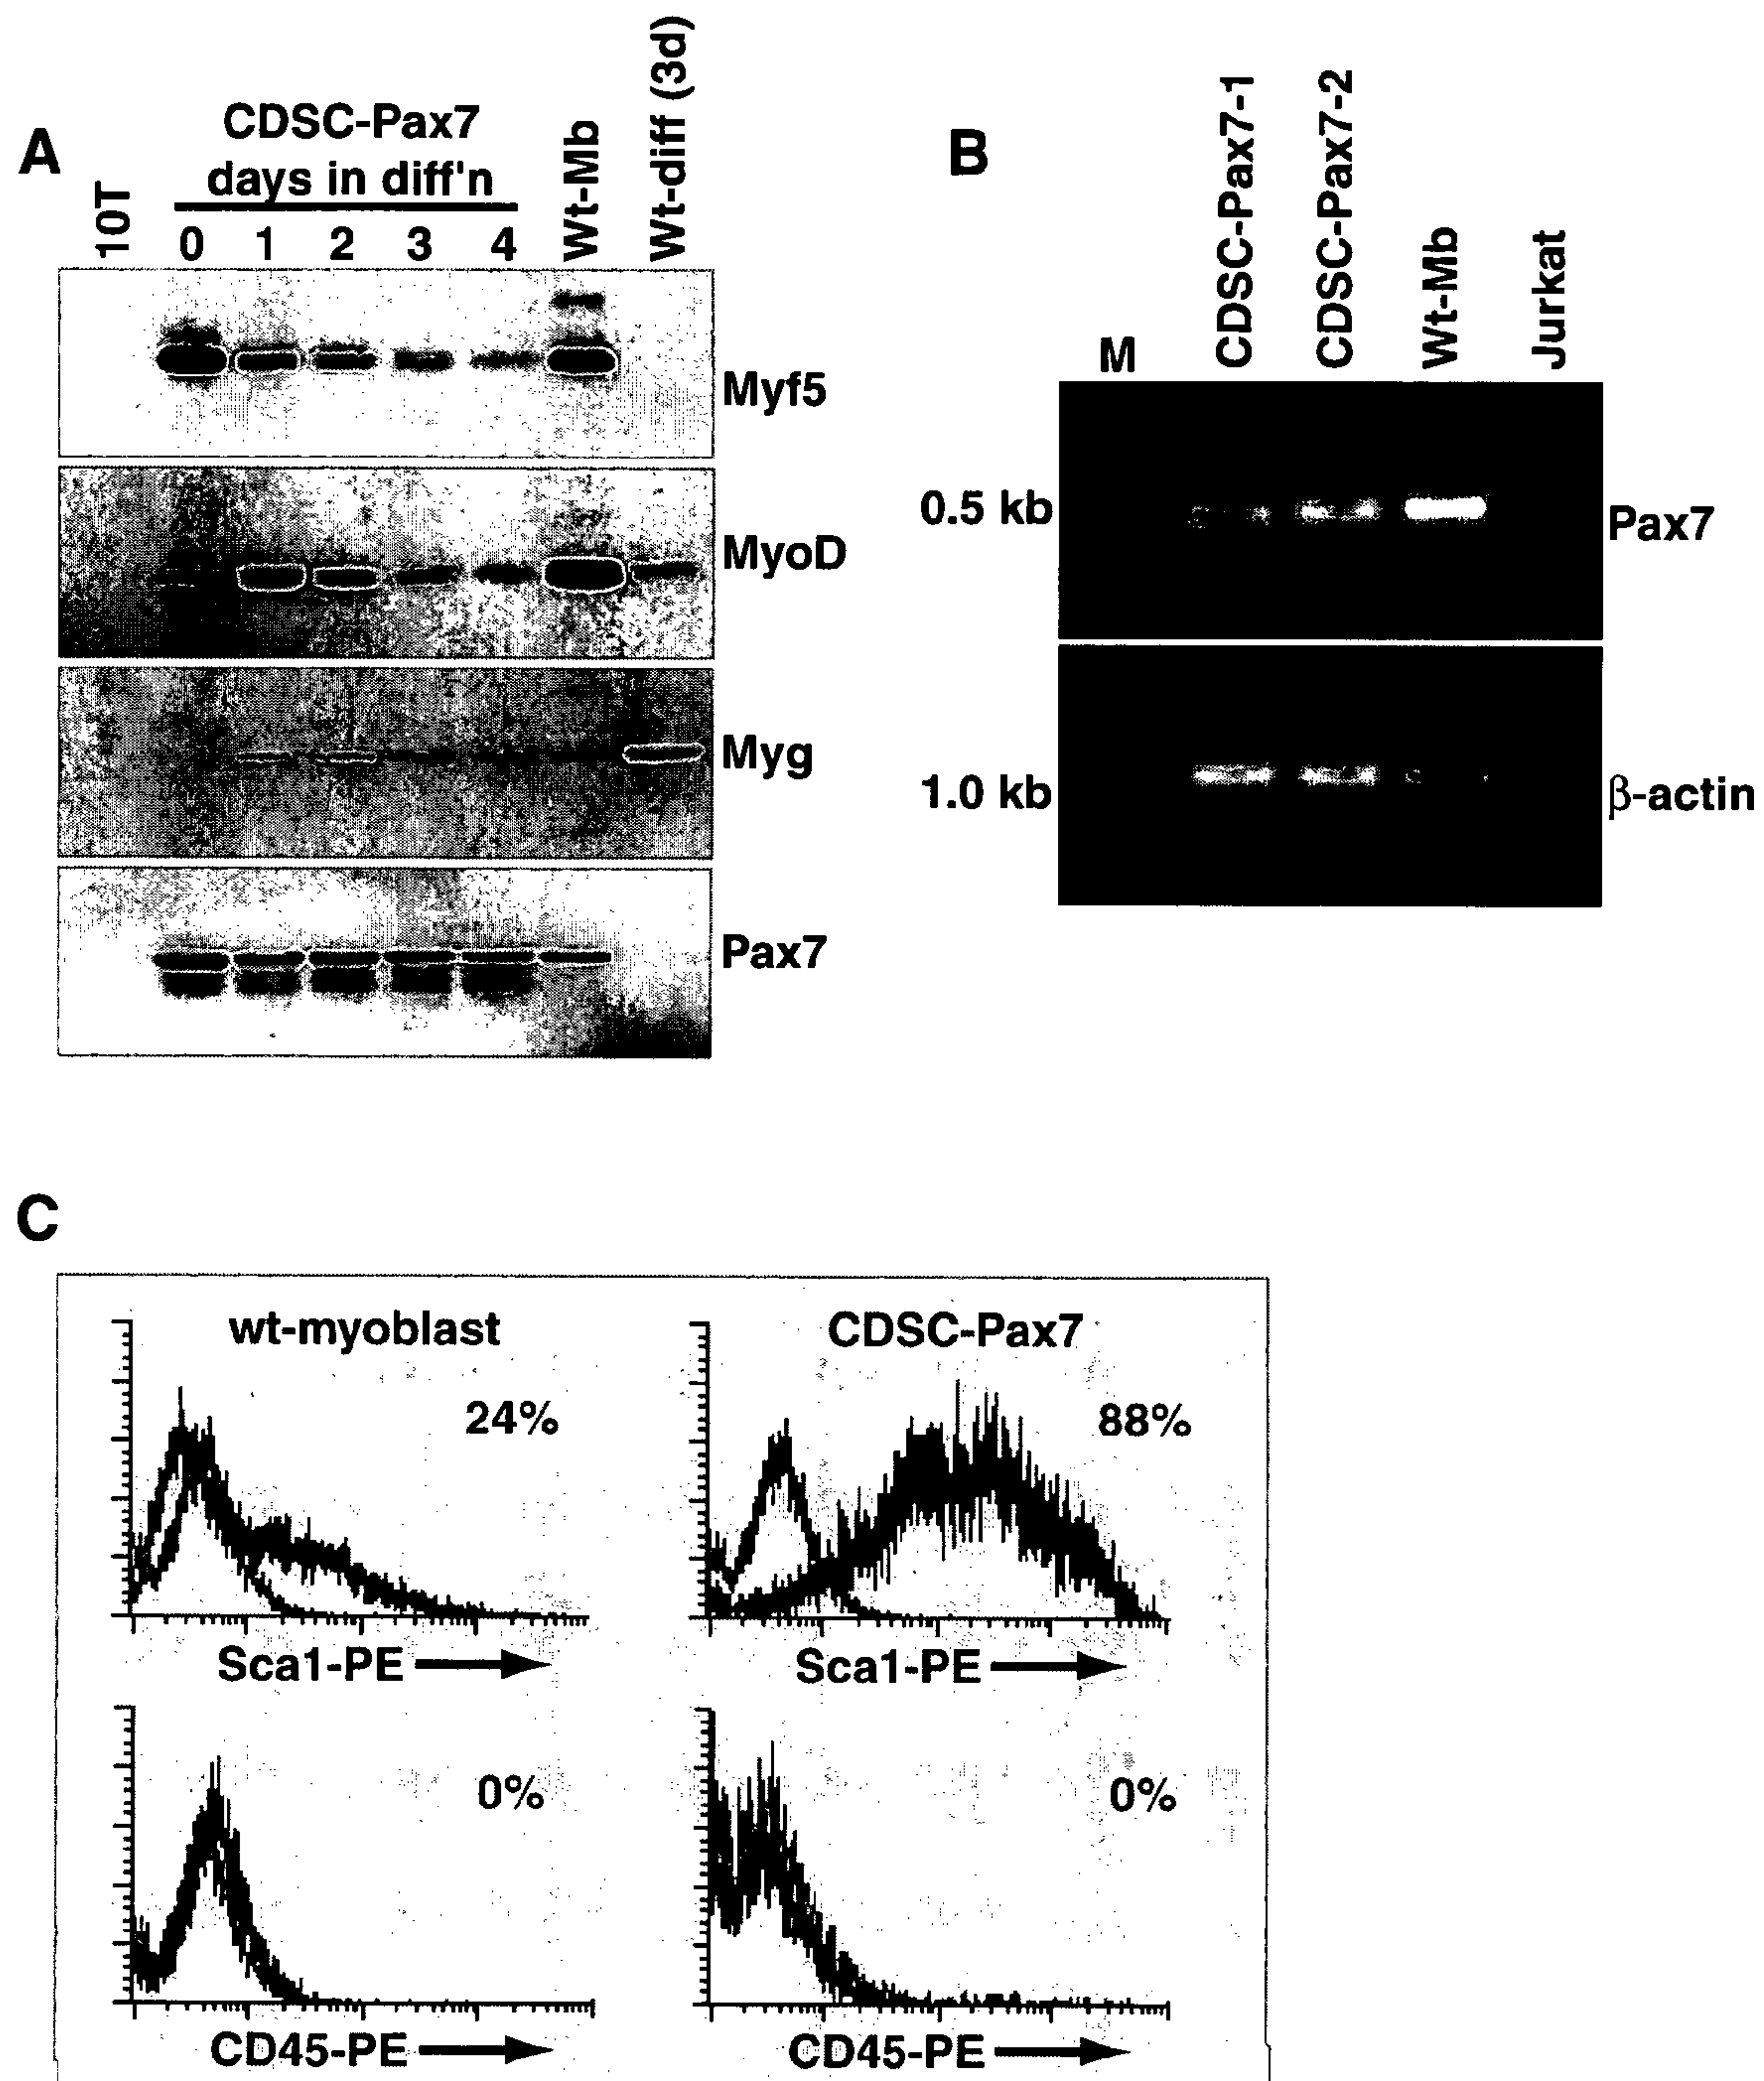 A
CDSC-Pax7
days in diff'n
10T
0 1 2 3 4
Wt-Mb
Wt-diff (3d)
Myf5
MyoD
Myg
Pax7
B
M
CDSC-Pax7-1
CDSC-Pax7-2
Wt-Mb
Jurkat
0.5 kb
Pax7
1.0 kb
β-actin
C
wt-myoblast
24%
Sca1-PE
CDSC-Pax7
88%
Sca1-PE
0%
CD45-PE
0%
CD45-PE